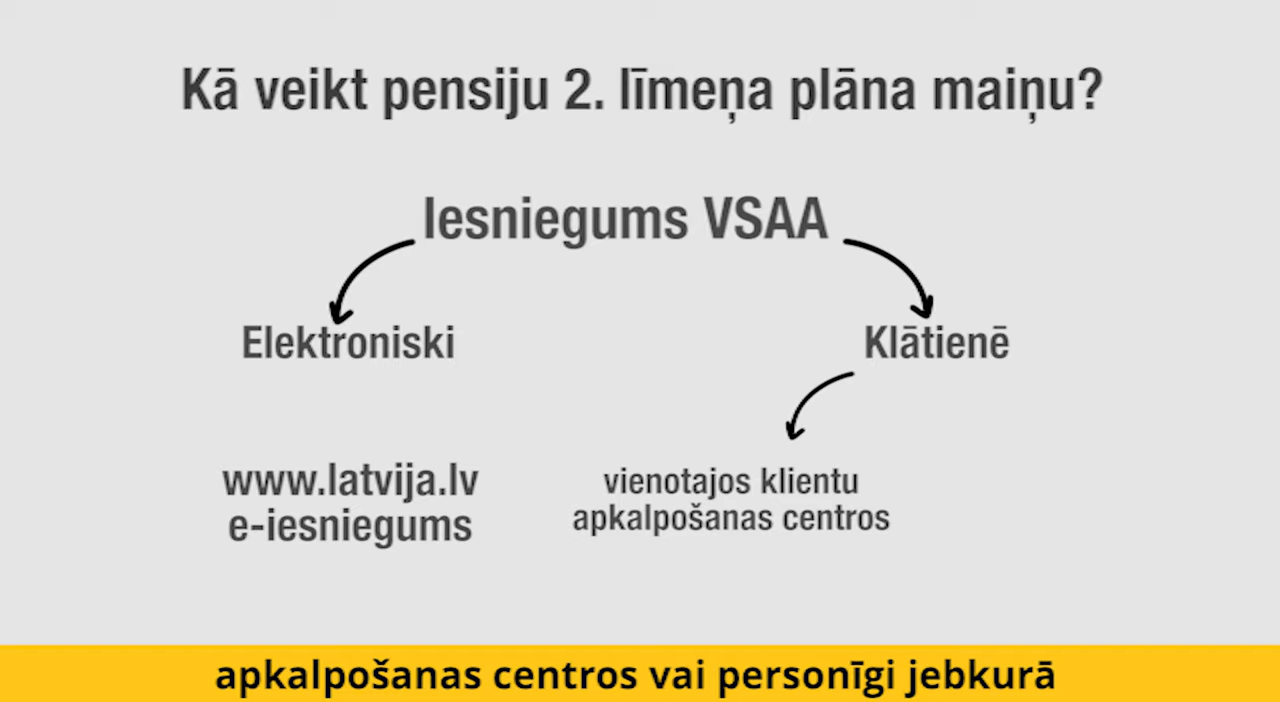 Kā veikt pensiju 2. līmeņa plāna maiņu?
Iesniegums VSAA
Elektroniski
Klātienē
www.latvija.lv
e-iesniegums
vienotajos klientu
apkalpošanas centros
apkalpošanas centros vai personīgi jebkurā